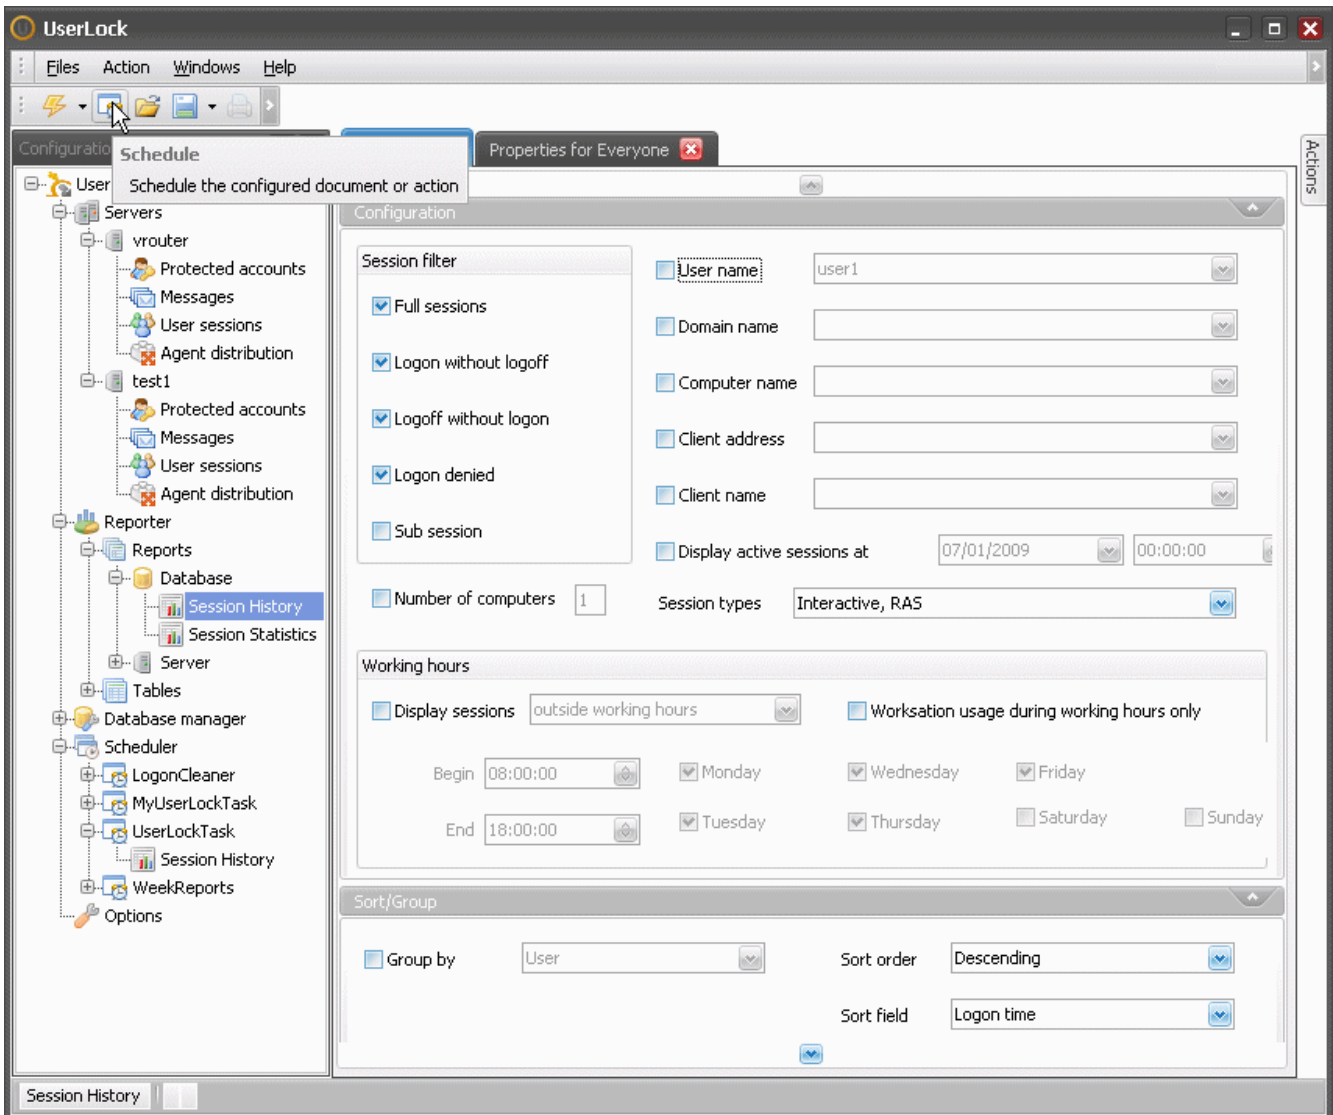 UserLock
Files Action Windows Help
Configuratio
Schedule
Schedule the configured document or action
Properties for Everyone
Actions
User
Servers
vrouter
Protected accounts
Messages
User sessions
Agent distribution
test1
Protected accounts
Messages
User sessions
Agent distribution
Reporter
Reports
Database
Session History
Session Statistics
Server
Tables
Database manager
Scheduler
LogonCleaner
MyUserLockTask
UserLockTask
Session History
WeekReports
Options
Configuration
Session filter
Full sessions
Logon without logoff
Logoff without logon
Logon denied
Sub session
Number of computers 1
User name user1
Domain name
Computer name
Client address
Client name
Display active sessions at 07/01/2009 00:00:00
Session types Interactive, RAS
Working hours
Display sessions outside working hours Worksation usage during working hours only
Begin 08:00:00 Monday Wednesday Friday
End 18:00:00 Tuesday Thursday Saturday Sunday
Sort/Group
Group by User Sort order Descending
Sort field Logon time
Session History